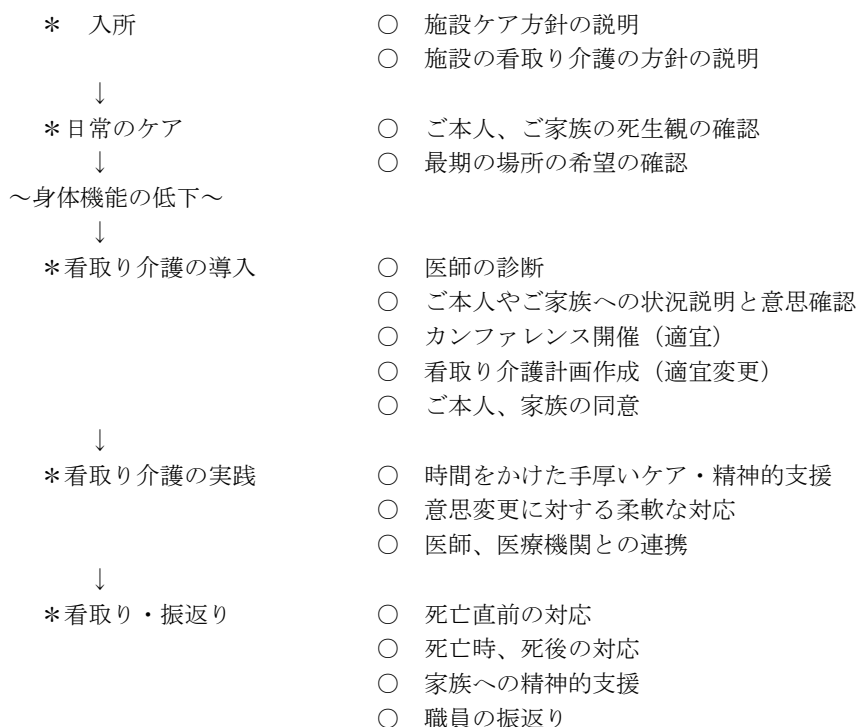 ＊　入所　○　施設ケア方針の説明
○　施設の看取り介護の方針の説明
↓
＊日常のケア　○　ご本人、ご家族の死生観の確認
↓　○　最期の場所の希望の確認
～身体機能の低下～
↓
＊看取り介護の導入　○　医師の診断
○　ご本人やご家族への状況説明と意思確認
○　カンファレンス開催（適宜）
○　看取り介護計画作成（適宜変更）
○　ご本人、家族の同意
↓
＊看取り介護の実践　○　時間をかけた手厚いケア・精神的支援
○　意思変更に対する柔軟な対応
○　医師、医療機関との連携
↓
＊看取り・振返り　○　死亡直前の対応
○　死亡時、死後の対応
○　家族への精神的支援
○　職員の振返り